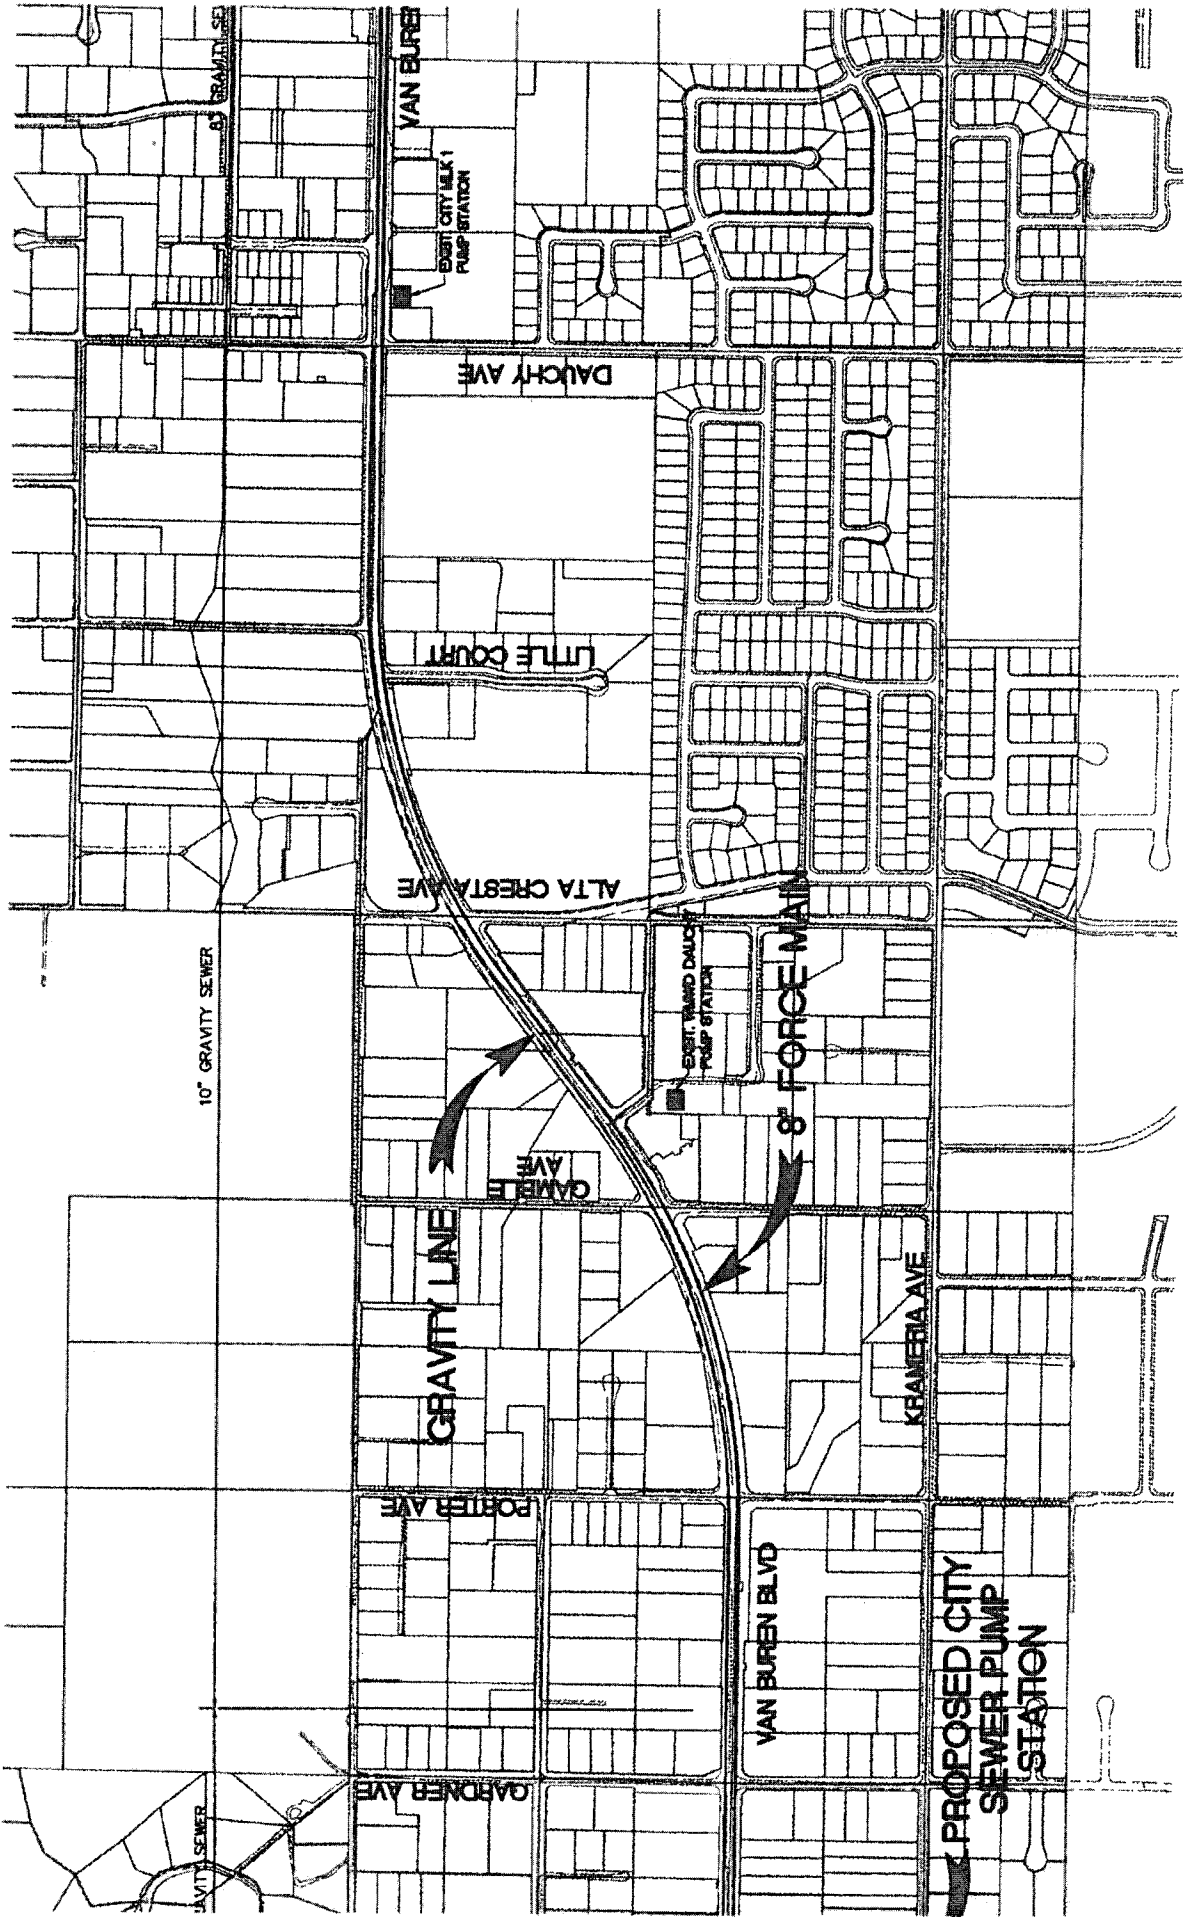 8" GRAVITY SE
VAN BUREN
EXIST. CITY MLK 1
PUMP STATION
DAUCHY AVE
LITTLE COURT
ALTA CRESTA AVE
10" GRAVITY SEWER
EXIST. WMWD DAUCHY
PUMP STATION
8" FORCE MAIN
GAMBLE
AVE
GRAVITY LINE
KRAMERIA AVE
PORTER AVE
VAN BUREN BLVD
GARDNER AVE
AVITY SEWER
PROPOSED CITY
SEWER PUMP
STATION